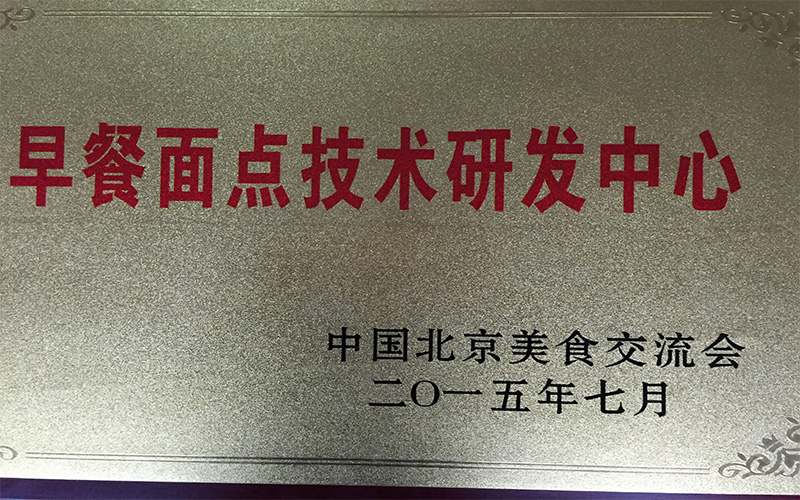 早餐面点技术研发中心
中国北京美食交流会
二〇一五年七月